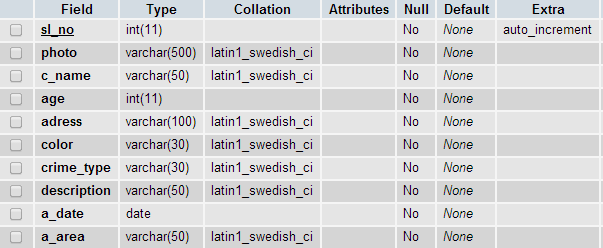 Field Type Collation Attributes Null Default Extra
sl_no int(11) No None auto_increment
photo varchar(500) latin1_swedish_ci No None
c_name varchar(50) latin1_swedish_ci No None
age int(11) No None
adress varchar(100) latin1_swedish_ci No None
color varchar(30) latin1_swedish_ci No None
crime_type varchar(30) latin1_swedish_ci No None
description varchar(50) latin1_swedish_ci No None
a_date date No None
a_area varchar(50) latin1_swedish_ci No None